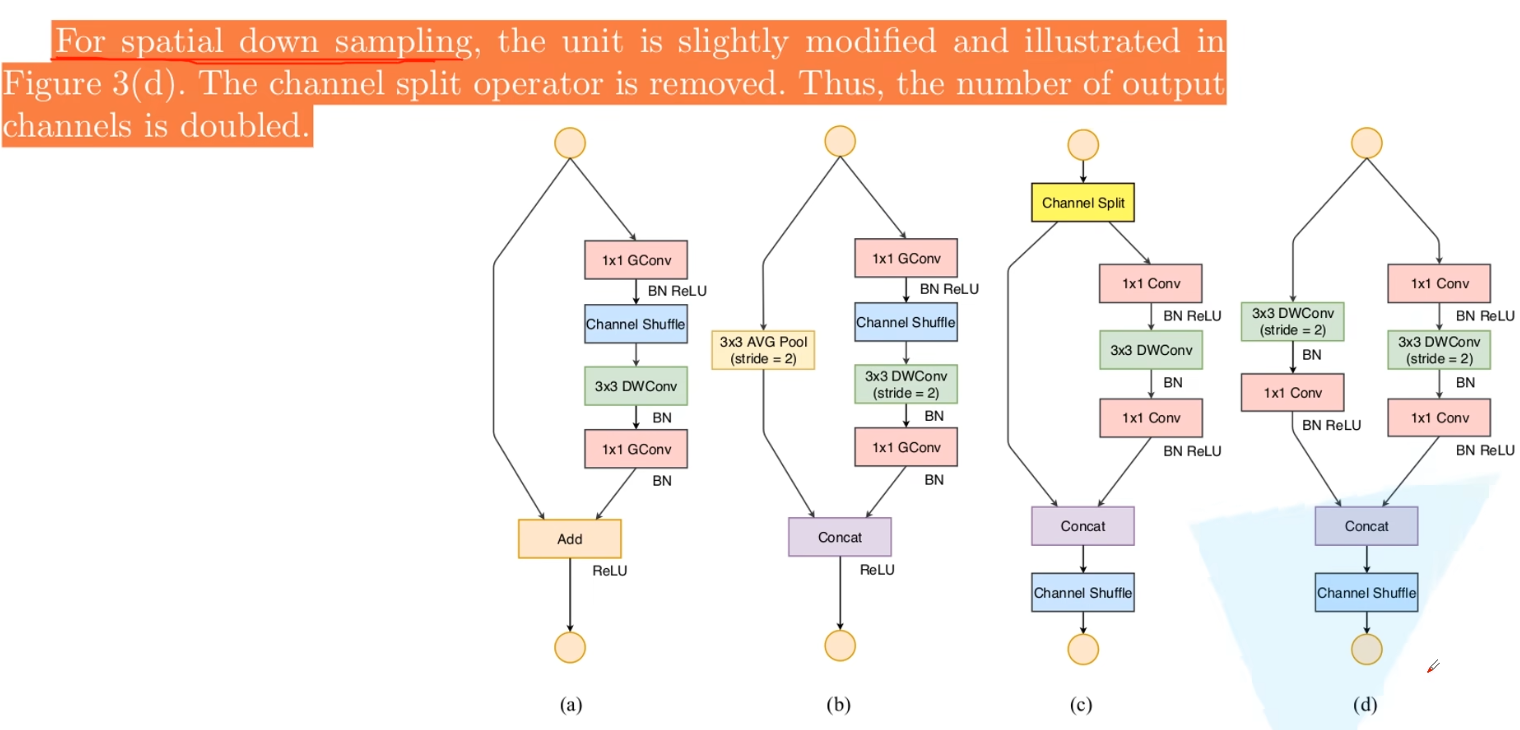 For spatial down sampling, the unit is slightly modified and illustrated in
Figure 3(d). The channel split operator is removed. Thus, the number of output
channels is doubled.
1x1 GConv
BN ReLU
Channel Shuffle
3x3 DWConv
BN
1x1 GConv
BN
Add
ReLU
(a)
3x3 AVG Pool
(stride = 2)
1x1 GConv
BN ReLU
Channel Shuffle
3x3 DWConv
(stride = 2)
BN
1x1 GConv
BN
Concat
ReLU
(b)
Channel Split
1x1 Conv
BN ReLU
3x3 DWConv
BN
1x1 Conv
BN ReLU
Concat
Channel Shuffle
(c)
3x3 DWConv
(stride = 2)
BN
1x1 Conv
BN ReLU
1x1 Conv
BN ReLU
3x3 DWConv
(stride = 2)
BN
1x1 Conv
BN ReLU
Concat
Channel Shuffle
(d)